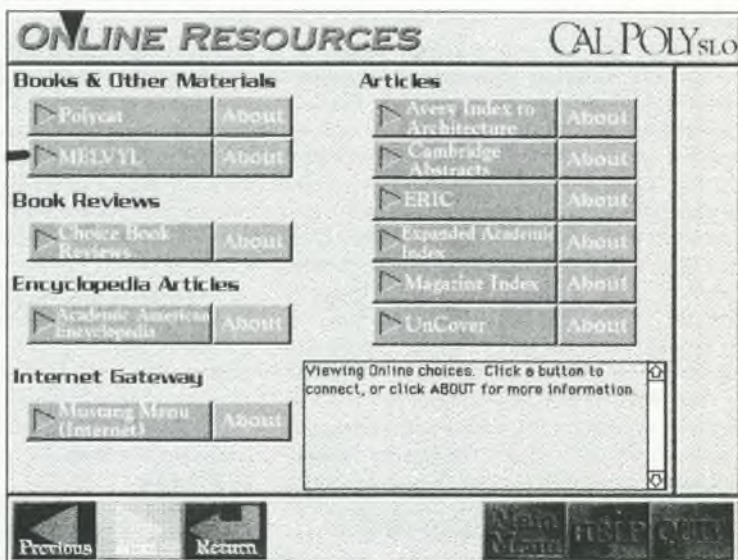 ONLINE RESOURCES
CAL POLY SLO
Books & Other Materials
Polycat
About
MELVYL
About
Book Reviews
Choice Book
Reviews
About
Encyclopedia Articles
Academic American
Encyclopedia
About
Internet Gateway
Mustang Menu
(Internet)
About
Articles
Avery Index to
Architecture
About
Cambridge
Abstracts
About
ERIC
About
Expanded Academic
Index
About
Magazine Index
About
UnCover
About
Viewing Online choices. Click a button to
connect, or click ABOUT for more information.
Previous
Return
Main
Menu
HELP
QUIT